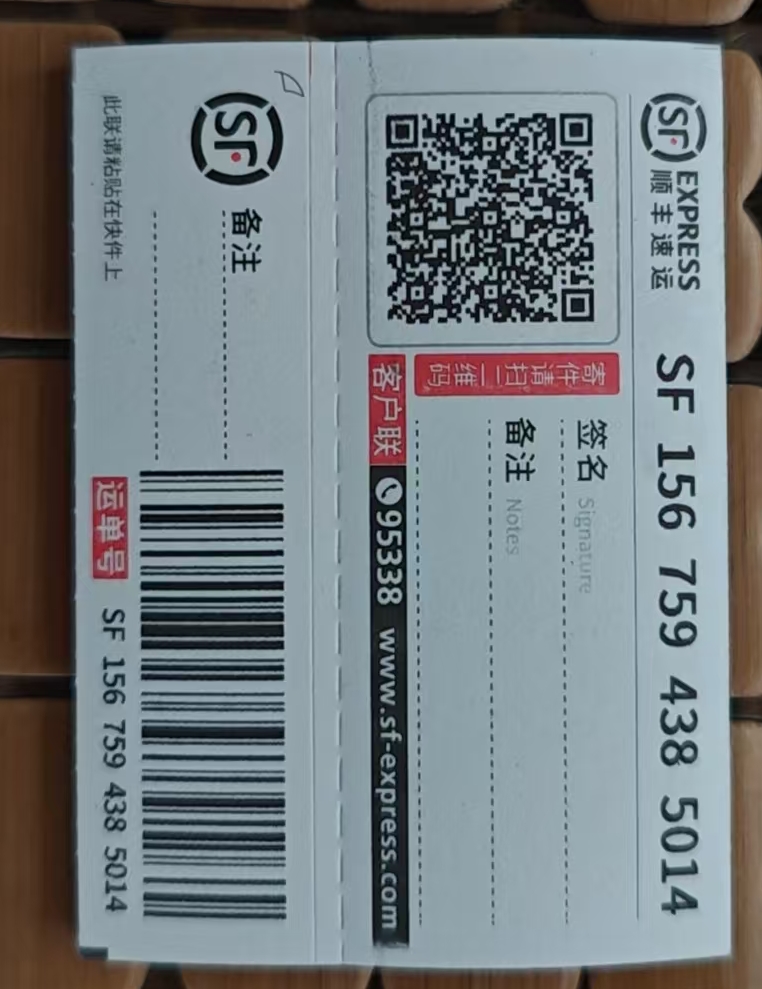 SF EXPRESS
顺丰速运
SF 156 759 438 5014
签名 Signature
备注 Notes
寄件请扫二维码
客户联 95338 www.sf-express.com
SF
备注
运单号 SF 156 759 438 5014
此联请粘贴在快件上